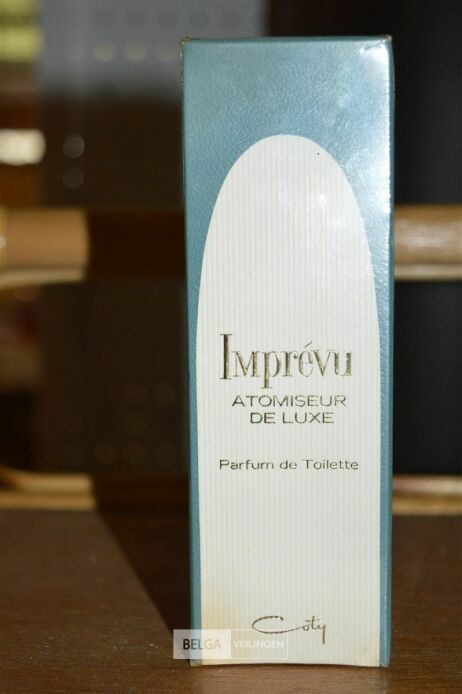 Imprévu
ATOMISEUR
DE LUXE
Parfum de Toilette
Coty
BELGA VEILINGEN